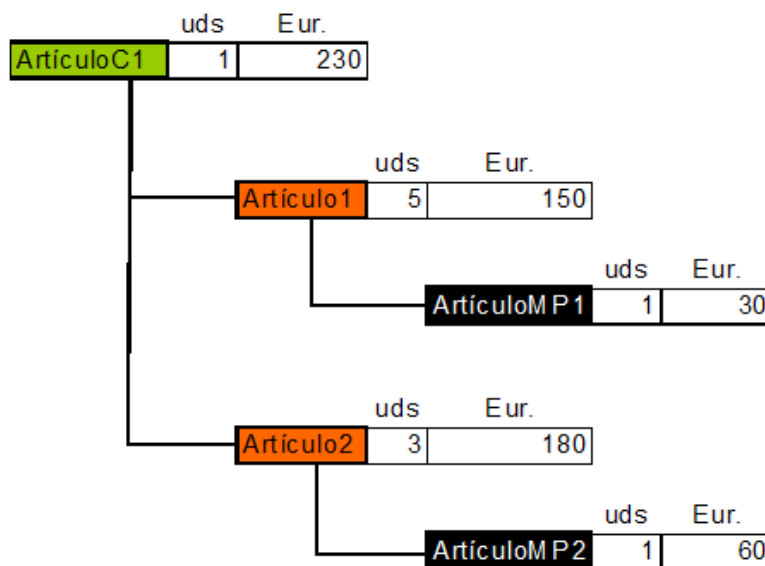 uds Eur.
ArtículoC1 1 230
uds Eur.
Artículo1 5 150
uds Eur.
ArtículoMP1 1 30
uds Eur.
Artículo2 3 180
uds Eur.
ArtículoMP2 1 60